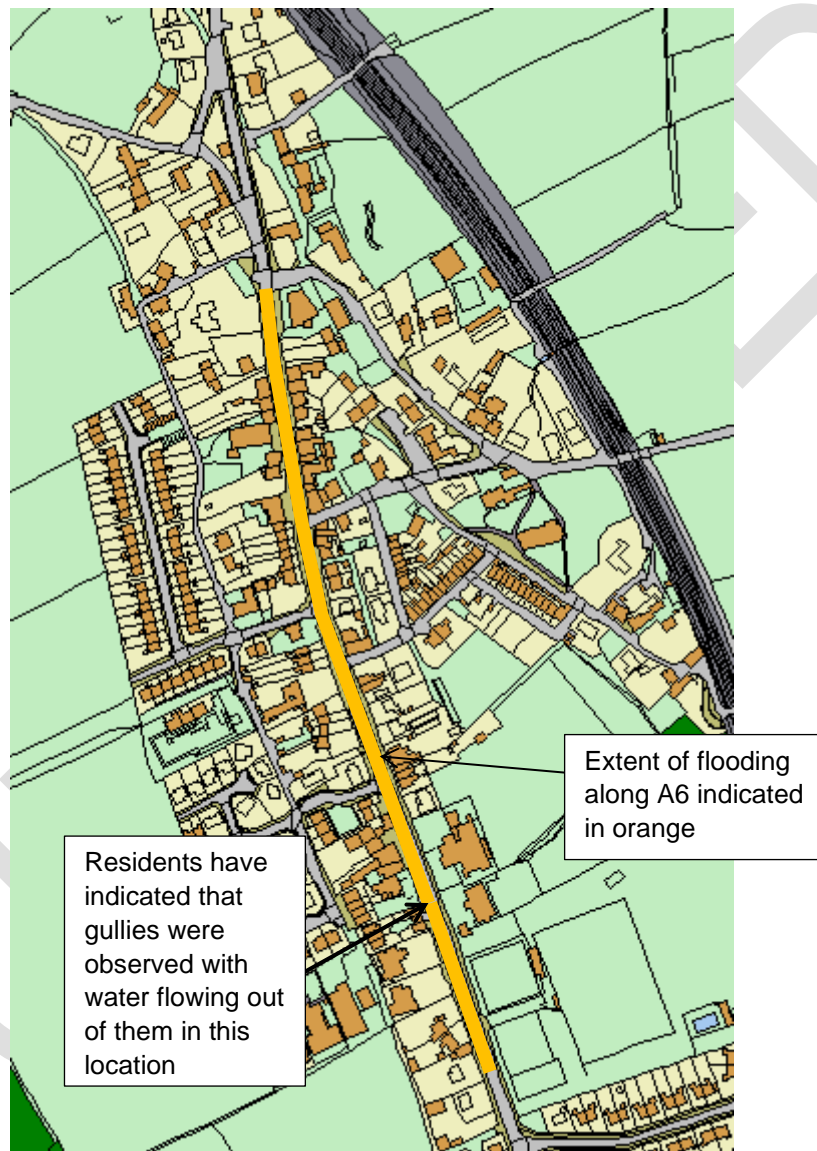 Extent of flooding
along A6 indicated
in orange
Residents have
indicated that
gullies were
observed with
water flowing out
of them in this
location